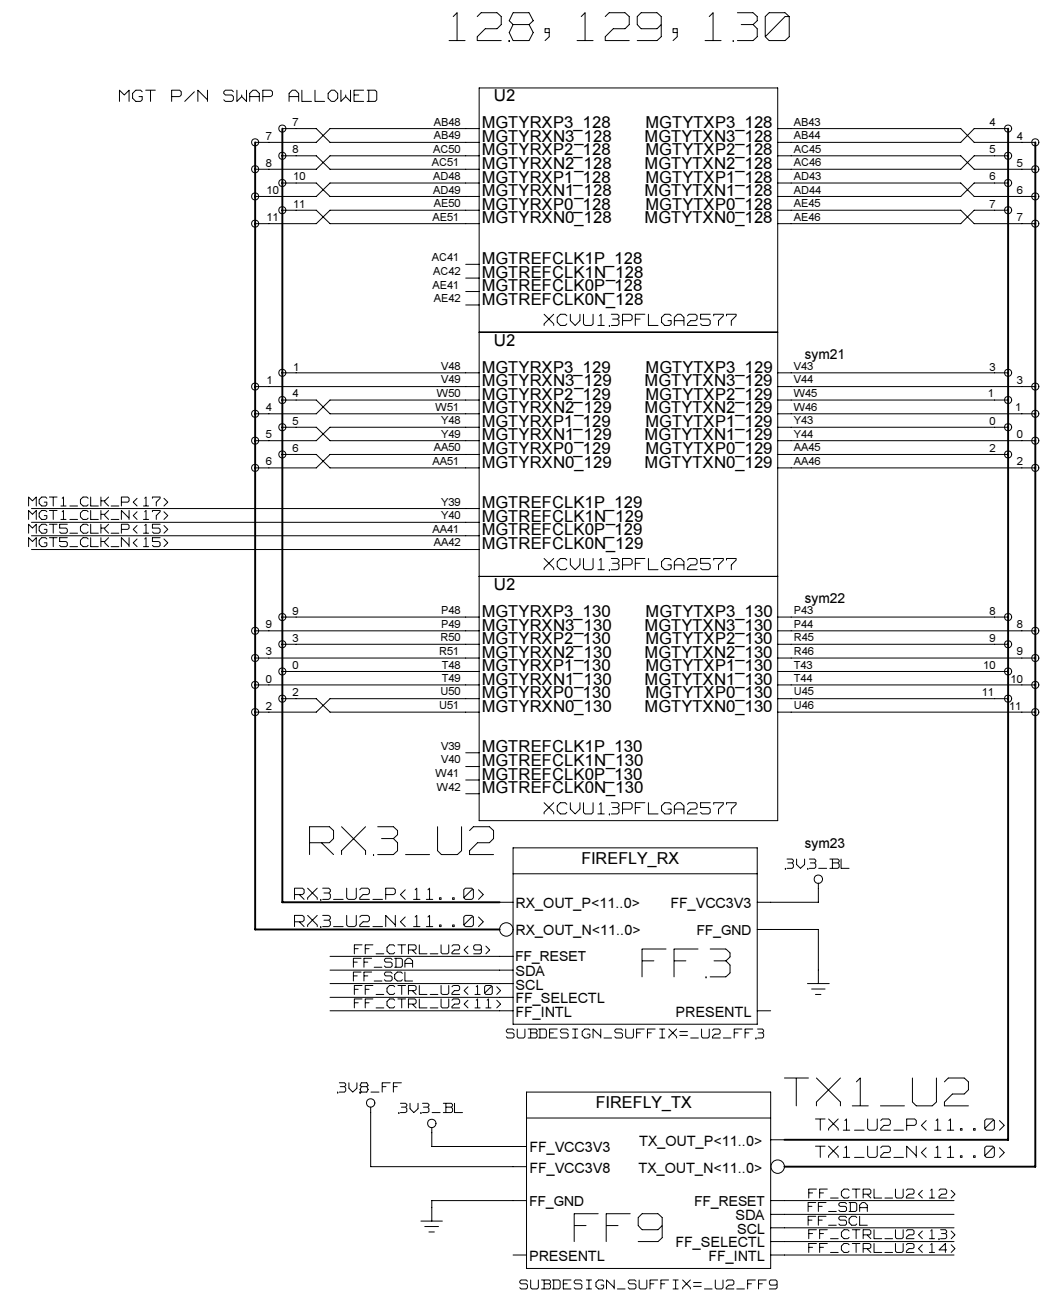 128, 129, 130
MGT P/N SWAP ALLOWED
U2
7 AB48 MGTYRXP3_128 MGTYTXP3_128 AB43 4
7 AB49 MGTYRXN3_128 MGTYTXN3_128 AB44 4
8 AC50 MGTYRXP2_128 MGTYTXP2_128 AC45 5
8 AC51 MGTYRXN2_128 MGTYTXN2_128 AC46 5
10 AD48 MGTYRXP1_128 MGTYTXP1_128 AD43 6
10 AD49 MGTYRXN1_128 MGTYTXN1_128 AD44 6
11 AE50 MGTYRXP0_128 MGTYTXP0_128 AE45 7
11 AE51 MGTYRXN0_128 MGTYTXN0_128 AE46 7
AC41 MGTREFCLK1P_128
AC42 MGTREFCLK1N_128
AE41 MGTREFCLK0P_128
AE42 MGTREFCLK0N_128
XCVU13PFLGA2577
U2
sym21
1 V48 MGTYRXP3_129 MGTYTXP3_129 V43 3
1 V49 MGTYRXN3_129 MGTYTXN3_129 V44 3
4 W50 MGTYRXP2_129 MGTYTXP2_129 W45 1
4 W51 MGTYRXN2_129 MGTYTXN2_129 W46 1
5 Y48 MGTYRXP1_129 MGTYTXP1_129 Y43 0
5 Y49 MGTYRXN1_129 MGTYTXN1_129 Y44 0
6 AA50 MGTYRXP0_129 MGTYTXP0_129 AA45 2
6 AA51 MGTYRXN0_129 MGTYTXN0_129 AA46 2
MGT1_CLK_P<17> Y39 MGTREFCLK1P_129
MGT1_CLK_N<17> Y40 MGTREFCLK1N_129
MGT5_CLK_P<15> AA41 MGTREFCLK0P_129
MGT5_CLK_N<15> AA42 MGTREFCLK0N_129
XCVU13PFLGA2577
U2
sym22
9 P48 MGTYRXP3_130 MGTYTXP3_130 P43 8
9 P49 MGTYRXN3_130 MGTYTXN3_130 P44 8
3 R50 MGTYRXP2_130 MGTYTXP2_130 R45 9
3 R51 MGTYRXN2_130 MGTYTXN2_130 R46 9
0 T48 MGTYRXP1_130 MGTYTXP1_130 T43 10
0 T49 MGTYRXN1_130 MGTYTXN1_130 T44 10
2 U50 MGTYRXP0_130 MGTYTXP0_130 U45 11
2 U51 MGTYRXN0_130 MGTYTXN0_130 U46 11
V39 MGTREFCLK1P_130
V40 MGTREFCLK1N_130
W41 MGTREFCLK0P_130
W42 MGTREFCLK0N_130
XCVU13PFLGA2577
sym23
RX3_U2
FIREFLY_RX
3V3_BL
RX3_U2_P<11..0> RX_OUT_P<11..0> FF_VCC3V3
RX3_U2_N<11..0> RX_OUT_N<11..0> FF_GND
FF_CTRL_U2<9> FF_RESET
FF_SDA SDA
FF_SCL SCL
FF_CTRL_U2<10> FF_SELECTL
FF_CTRL_U2<11> FF_INTL PRESENTL
FF3
SUBDESIGN_SUFFIX=_U2_FF3
3V8_FF
3V3_BL
FIREFLY_TX
TX1_U2
FF_VCC3V3 TX_OUT_P<11..0> TX1_U2_P<11..0>
FF_VCC3V8 TX_OUT_N<11..0> TX1_U2_N<11..0>
FF_GND FF_RESET FF_CTRL_U2<12>
SDA FF_SDA
SCL FF_SCL
FF_SELECTL FF_CTRL_U2<13>
PRESENTL FF_INTL FF_CTRL_U2<14>
FF9
SUBDESIGN_SUFFIX=_U2_FF9